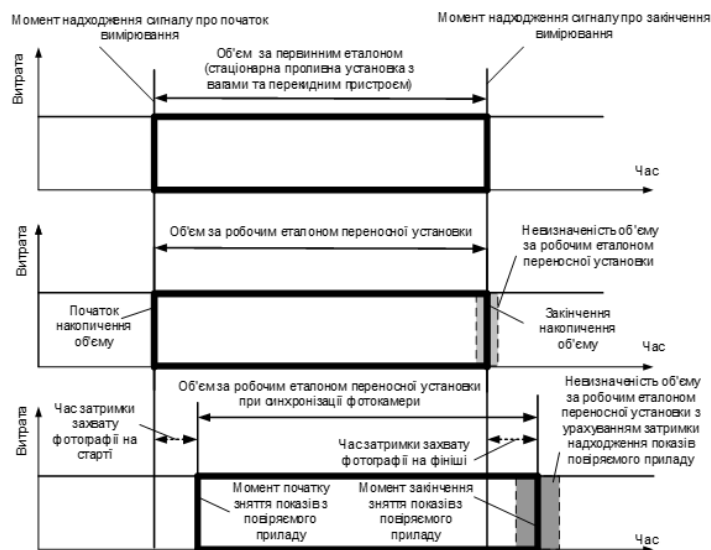 Момент надходження сигналу про початок
вимірювання
Момент надходження сигналу про закінчення
вимірювання
Об'єм за первинним еталоном
(стаціонарна проливна установка з
вагами та перекидним пристроєм)
Витрата
Час
Об'єм за робочим еталоном переносної установки
Невизначеність об'єму
за робочим еталоном
переносної установки
Витрата
Початок
накопичення
об'єму
Закінчення
накопичення
об'єму
Час
Об'єм за робочим еталоном переносної установки
при синхронізації фотокамери
Невизначеність об'єму
за робочим еталоном
переносної установки з
урахуванням затримки
надходження показів
повіряемого приладу
Час затримки
захвату
фотографії на
старті
Час затримки захвату
фотографії на фініші
Витрата
Момент початку
зняття показів з
повіряемого
приладу
Момент закінчення
зняття показів з
повіряемого
приладу
Час